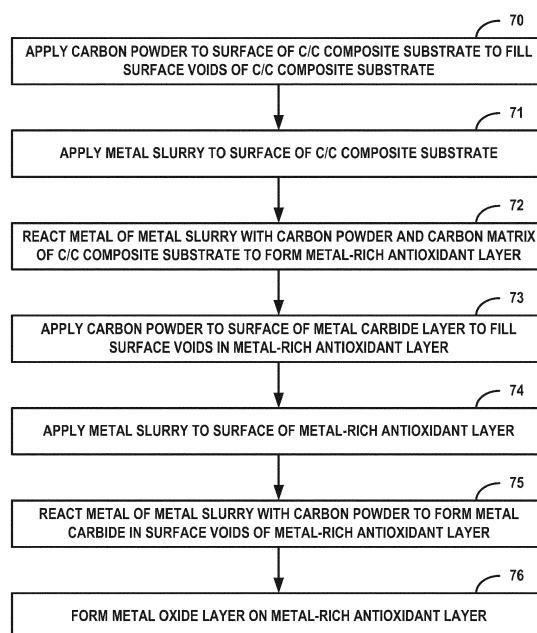 70
APPLY CARBON POWDER TO SURFACE OF C/C COMPOSITE SUBSTRATE TO FILL
SURFACE VOIDS OF C/C COMPOSITE SUBSTRATE
71
APPLY METAL SLURRY TO SURFACE OF C/C COMPOSITE SUBSTRATE
72
REACT METAL OF METAL SLURRY WITH CARBON POWDER AND CARBON MATRIX
OF C/C COMPOSITE SUBSTRATE TO FORM METAL-RICH ANTIOXIDANT LAYER
73
APPLY CARBON POWDER TO SURFACE OF METAL CARBIDE LAYER TO FILL
SURFACE VOIDS IN METAL-RICH ANTIOXIDANT LAYER
74
APPLY METAL SLURRY TO SURFACE OF METAL-RICH ANTIOXIDANT LAYER
75
REACT METAL OF METAL SLURRY WITH CARBON POWDER TO FORM METAL
CARBIDE IN SURFACE VOIDS OF METAL-RICH ANTIOXIDANT LAYER
76
FORM METAL OXIDE LAYER ON METAL-RICH ANTIOXIDANT LAYER